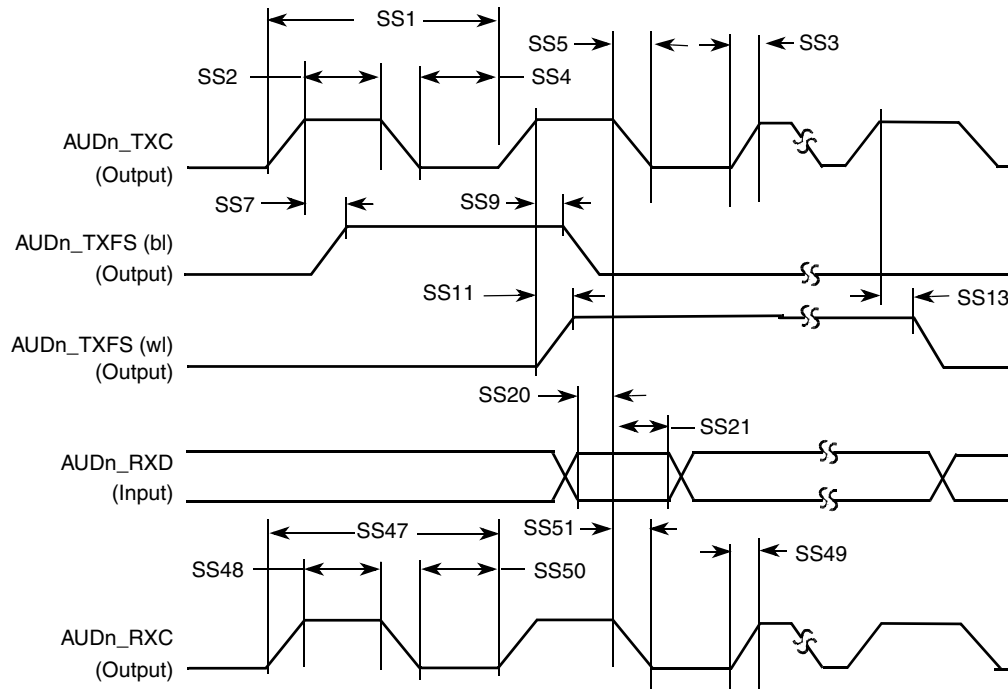 SS1
SS5
SS3
SS2
SS4
AUDn_TXC
(Output)
SS7
SS9
AUDn_TXFS (bl)
(Output)
SS11
SS13
AUDn_TXFS (wl)
(Output)
SS20
SS21
AUDn_RXD
(Input)
SS47
SS51
SS49
SS48
SS50
AUDn_RXC
(Output)